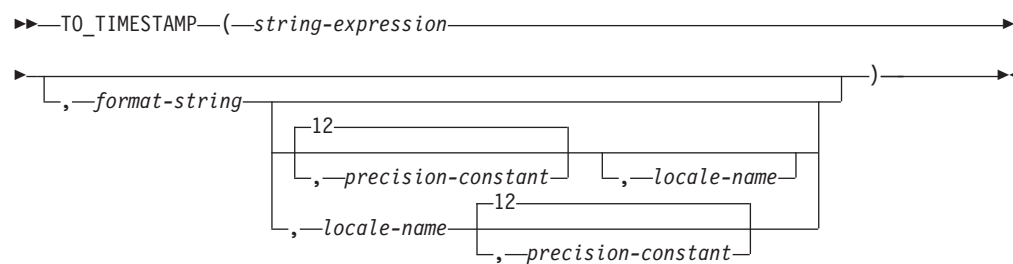 TO_TIMESTAMP ( string-expression
)
, format-string
12
, precision-constant , locale-name
12
, locale-name
, precision-constant